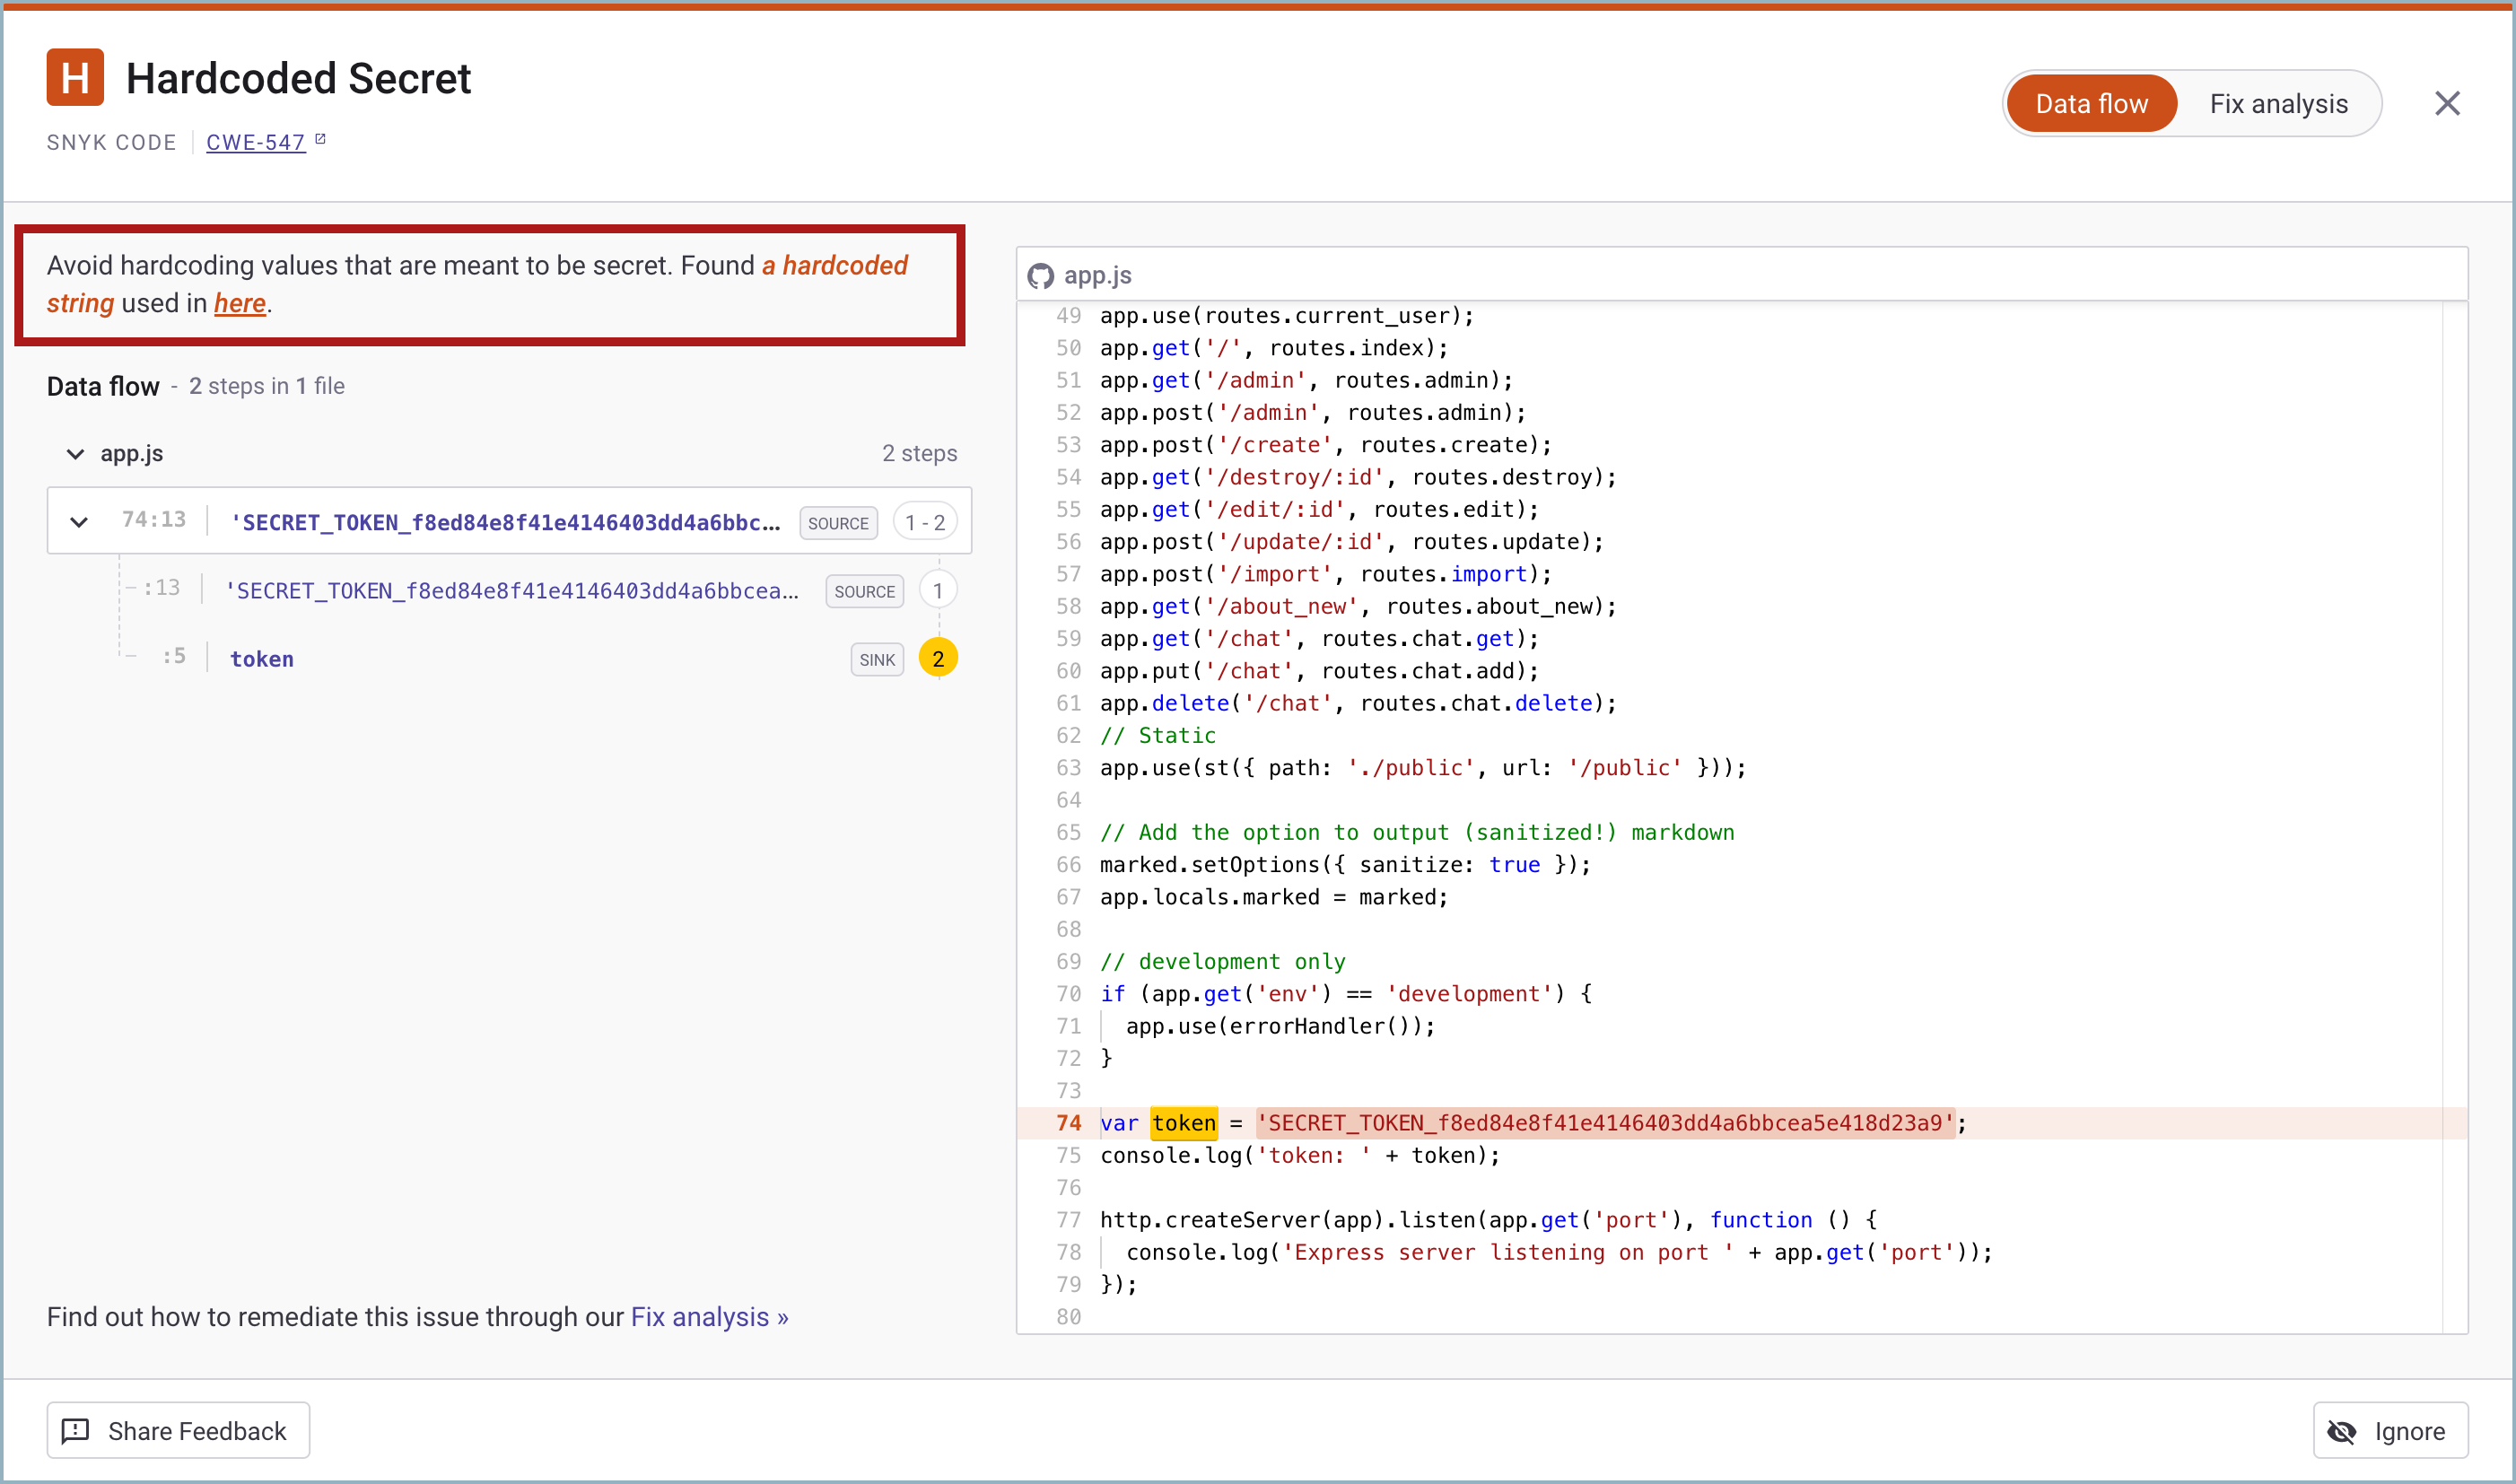 H Hardcoded Secret
SNYK CODE | CWE-547
Data flow Fix analysis
Avoid hardcoding values that are meant to be secret. Found a hardcoded
string used in here.
Data flow - 2 steps in 1 file
app.js 2 steps
74:13 'SECRET_TOKEN_f8ed84e8f41e4146403dd4a6bbc... SOURCE 1 - 2
:13 'SECRET_TOKEN_f8ed84e8f41e4146403dd4a6bbcea... SOURCE 1
:5 token SINK 2
Find out how to remediate this issue through our Fix analysis »
app.js
49 app.use(routes.current_user);
50 app.get('/', routes.index);
51 app.get('/admin', routes.admin);
52 app.post('/admin', routes.admin);
53 app.post('/create', routes.create);
54 app.get('/destroy/:id', routes.destroy);
55 app.get('/edit/:id', routes.edit);
56 app.post('/update/:id', routes.update);
57 app.post('/import', routes.import);
58 app.get('/about_new', routes.about_new);
59 app.get('/chat', routes.chat.get);
60 app.put('/chat', routes.chat.add);
61 app.delete('/chat', routes.chat.delete);
62 // Static
63 app.use(st({ path: './public', url: '/public' }));
64
65 // Add the option to output (sanitized!) markdown
66 marked.setOptions({ sanitize: true });
67 app.locals.marked = marked;
68
69 // development only
70 if (app.get('env') == 'development') {
71   app.use(errorHandler());
72 }
73
74 var token = 'SECRET_TOKEN_f8ed84e8f41e4146403dd4a6bbcea5e418d23a9';
75 console.log('token: ' + token);
76
77 http.createServer(app).listen(app.get('port'), function () {
78   console.log('Express server listening on port ' + app.get('port'));
79 });
80
Share Feedback
Ignore